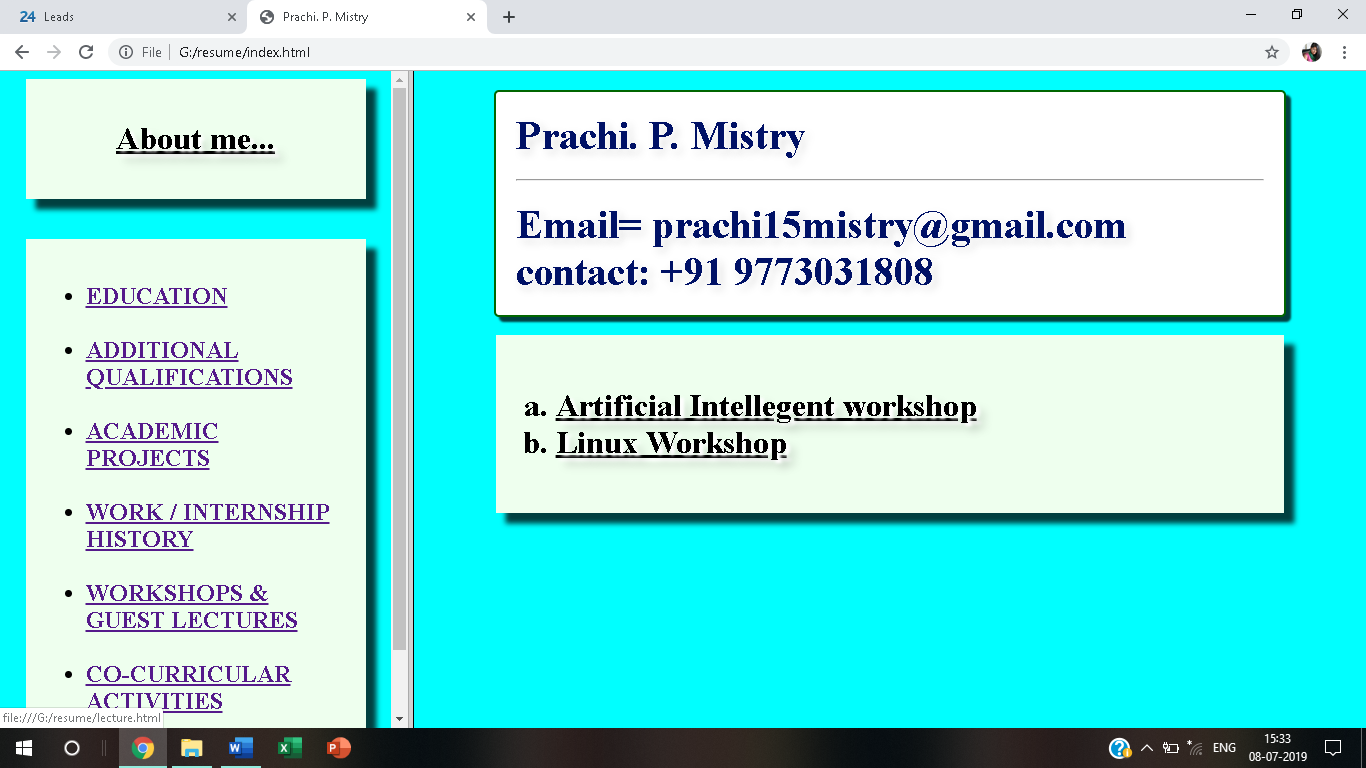 24 Leads
Prachi. P. Mistry
File
G:/resume/index.html
About me...
EDUCATION
ADDITIONAL
QUALIFICATIONS
ACADEMIC
PROJECTS
WORK / INTERNSHIP
HISTORY
WORKSHOPS &
GUEST LECTURES
CO-CURRICULAR
ACTIVITIES
file:///G:/resume/lecture.html
Prachi. P. Mistry
Email= prachi15mistry@gmail.com
contact: +91 9773031808
a. Artificial Intellegent workshop
b. Linux Workshop
ENG
15:33
08-07-2019